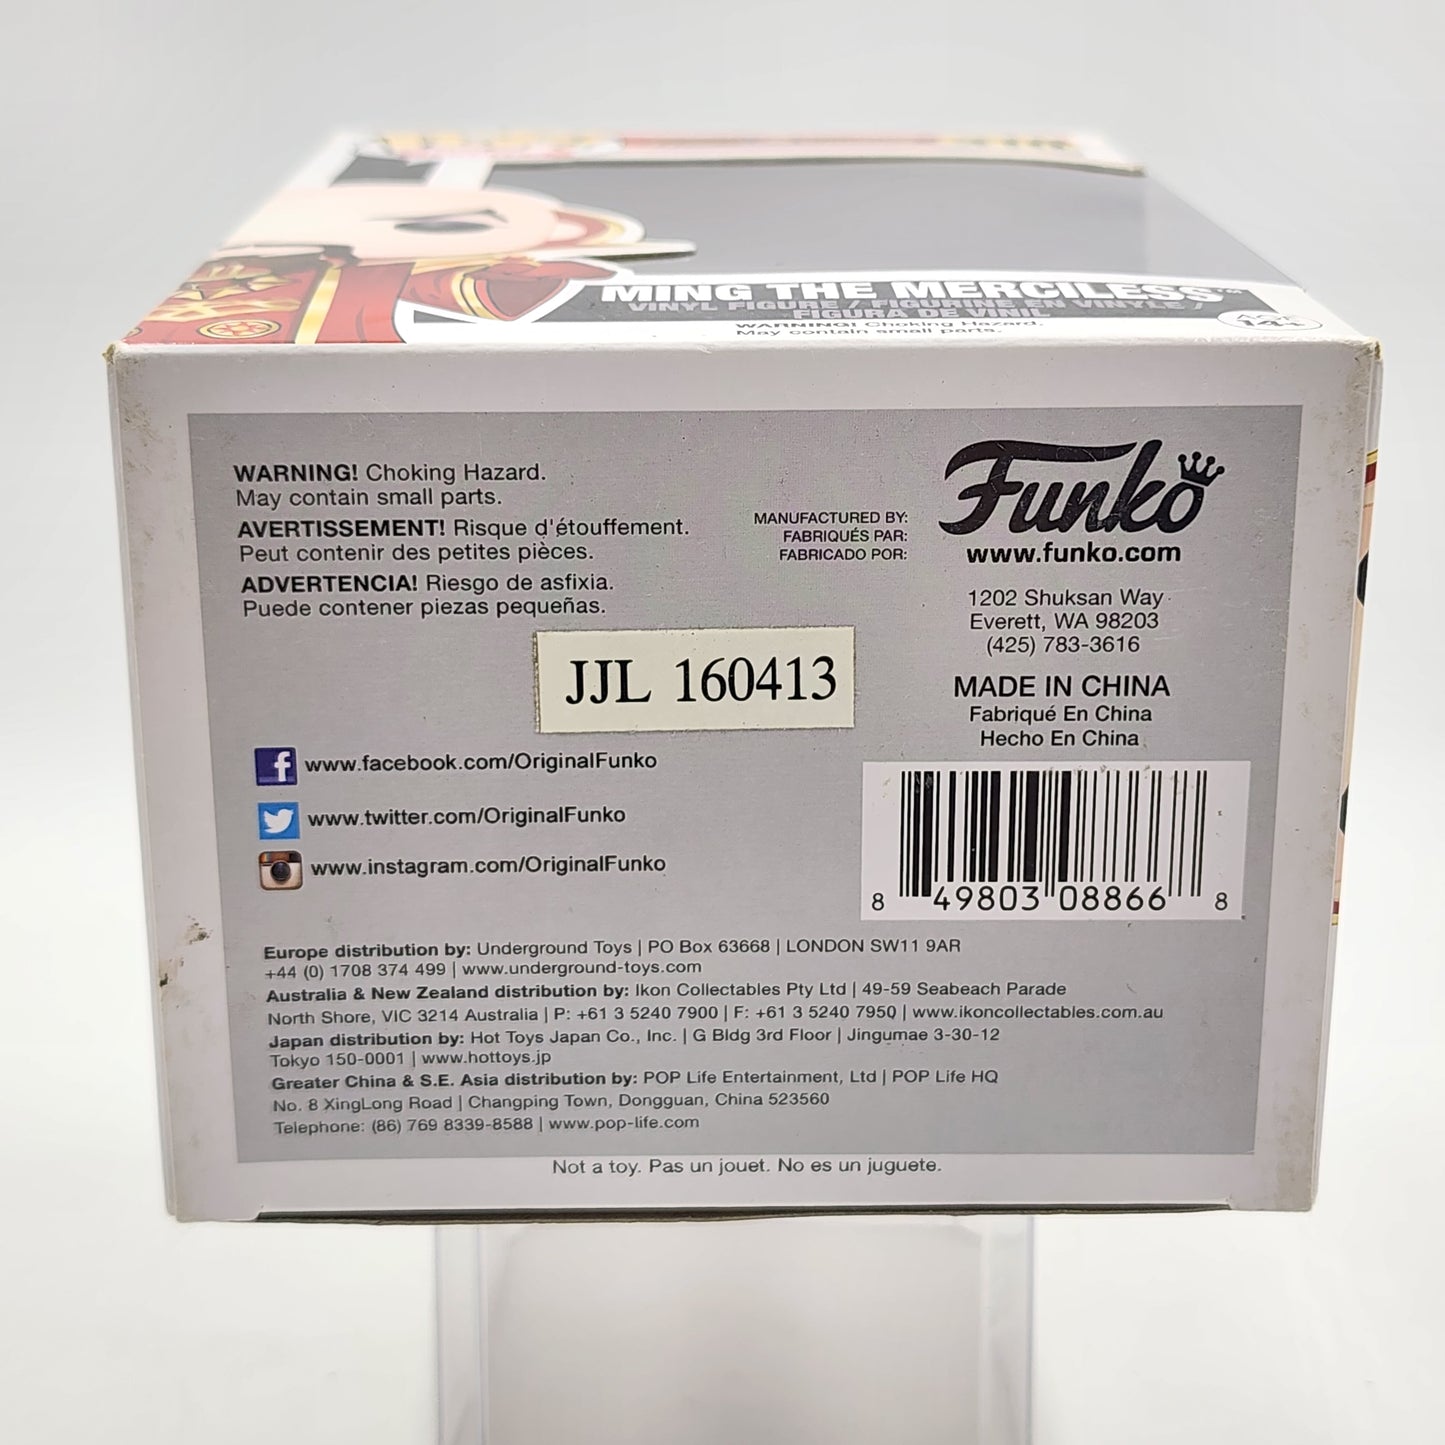 MING THE MERCILESS™
VINYL FIGURE / FIGURINE EN VINYLE /
FIGURA DE VINIL
WARNING! Choking Hazard.
May contain small parts.
AGE
14+
WARNING! Choking Hazard.
May contain small parts.
AVERTISSEMENT! Risque d'étouffement.
Peut contenir des petites pièces.
ADVERTENCIA! Riesgo de asfixia.
Puede contener piezas pequeñas.
MANUFACTURED BY:
FABRIQUÉS PAR:
FABRICADO POR:
Funko
www.funko.com
1202 Shuksan Way
Everett, WA 98203
(425) 783-3616
MADE IN CHINA
Fabriqué En China
Hecho En China
JJL 160413
www.facebook.com/OriginalFunko
www.twitter.com/OriginalFunko
www.instagram.com/OriginalFunko
8 49803 08866 8
Europe distribution by: Underground Toys | PO Box 63668 | LONDON SW11 9AR
+44 (0) 1708 374 499 | www.underground-toys.com
Australia & New Zealand distribution by: Ikon Collectables Pty Ltd | 49-59 Seabeach Parade
North Shore, VIC 3214 Australia | P: +61 3 5240 7900 | F: +61 3 5240 7950 | www.ikoncollectables.com.au
Japan distribution by: Hot Toys Japan Co., Inc. | G Bldg 3rd Floor | Jingumae 3-30-12
Tokyo 150-0001 | www.hottoys.jp
Greater China & S.E. Asia distribution by: POP Life Entertainment, Ltd | POP Life HQ
No. 8 XingLong Road | Changping Town, Dongguan, China 523560
Telephone: (86) 769 8339-8588 | www.pop-life.com
Not a toy. Pas un jouet. No es un juguete.